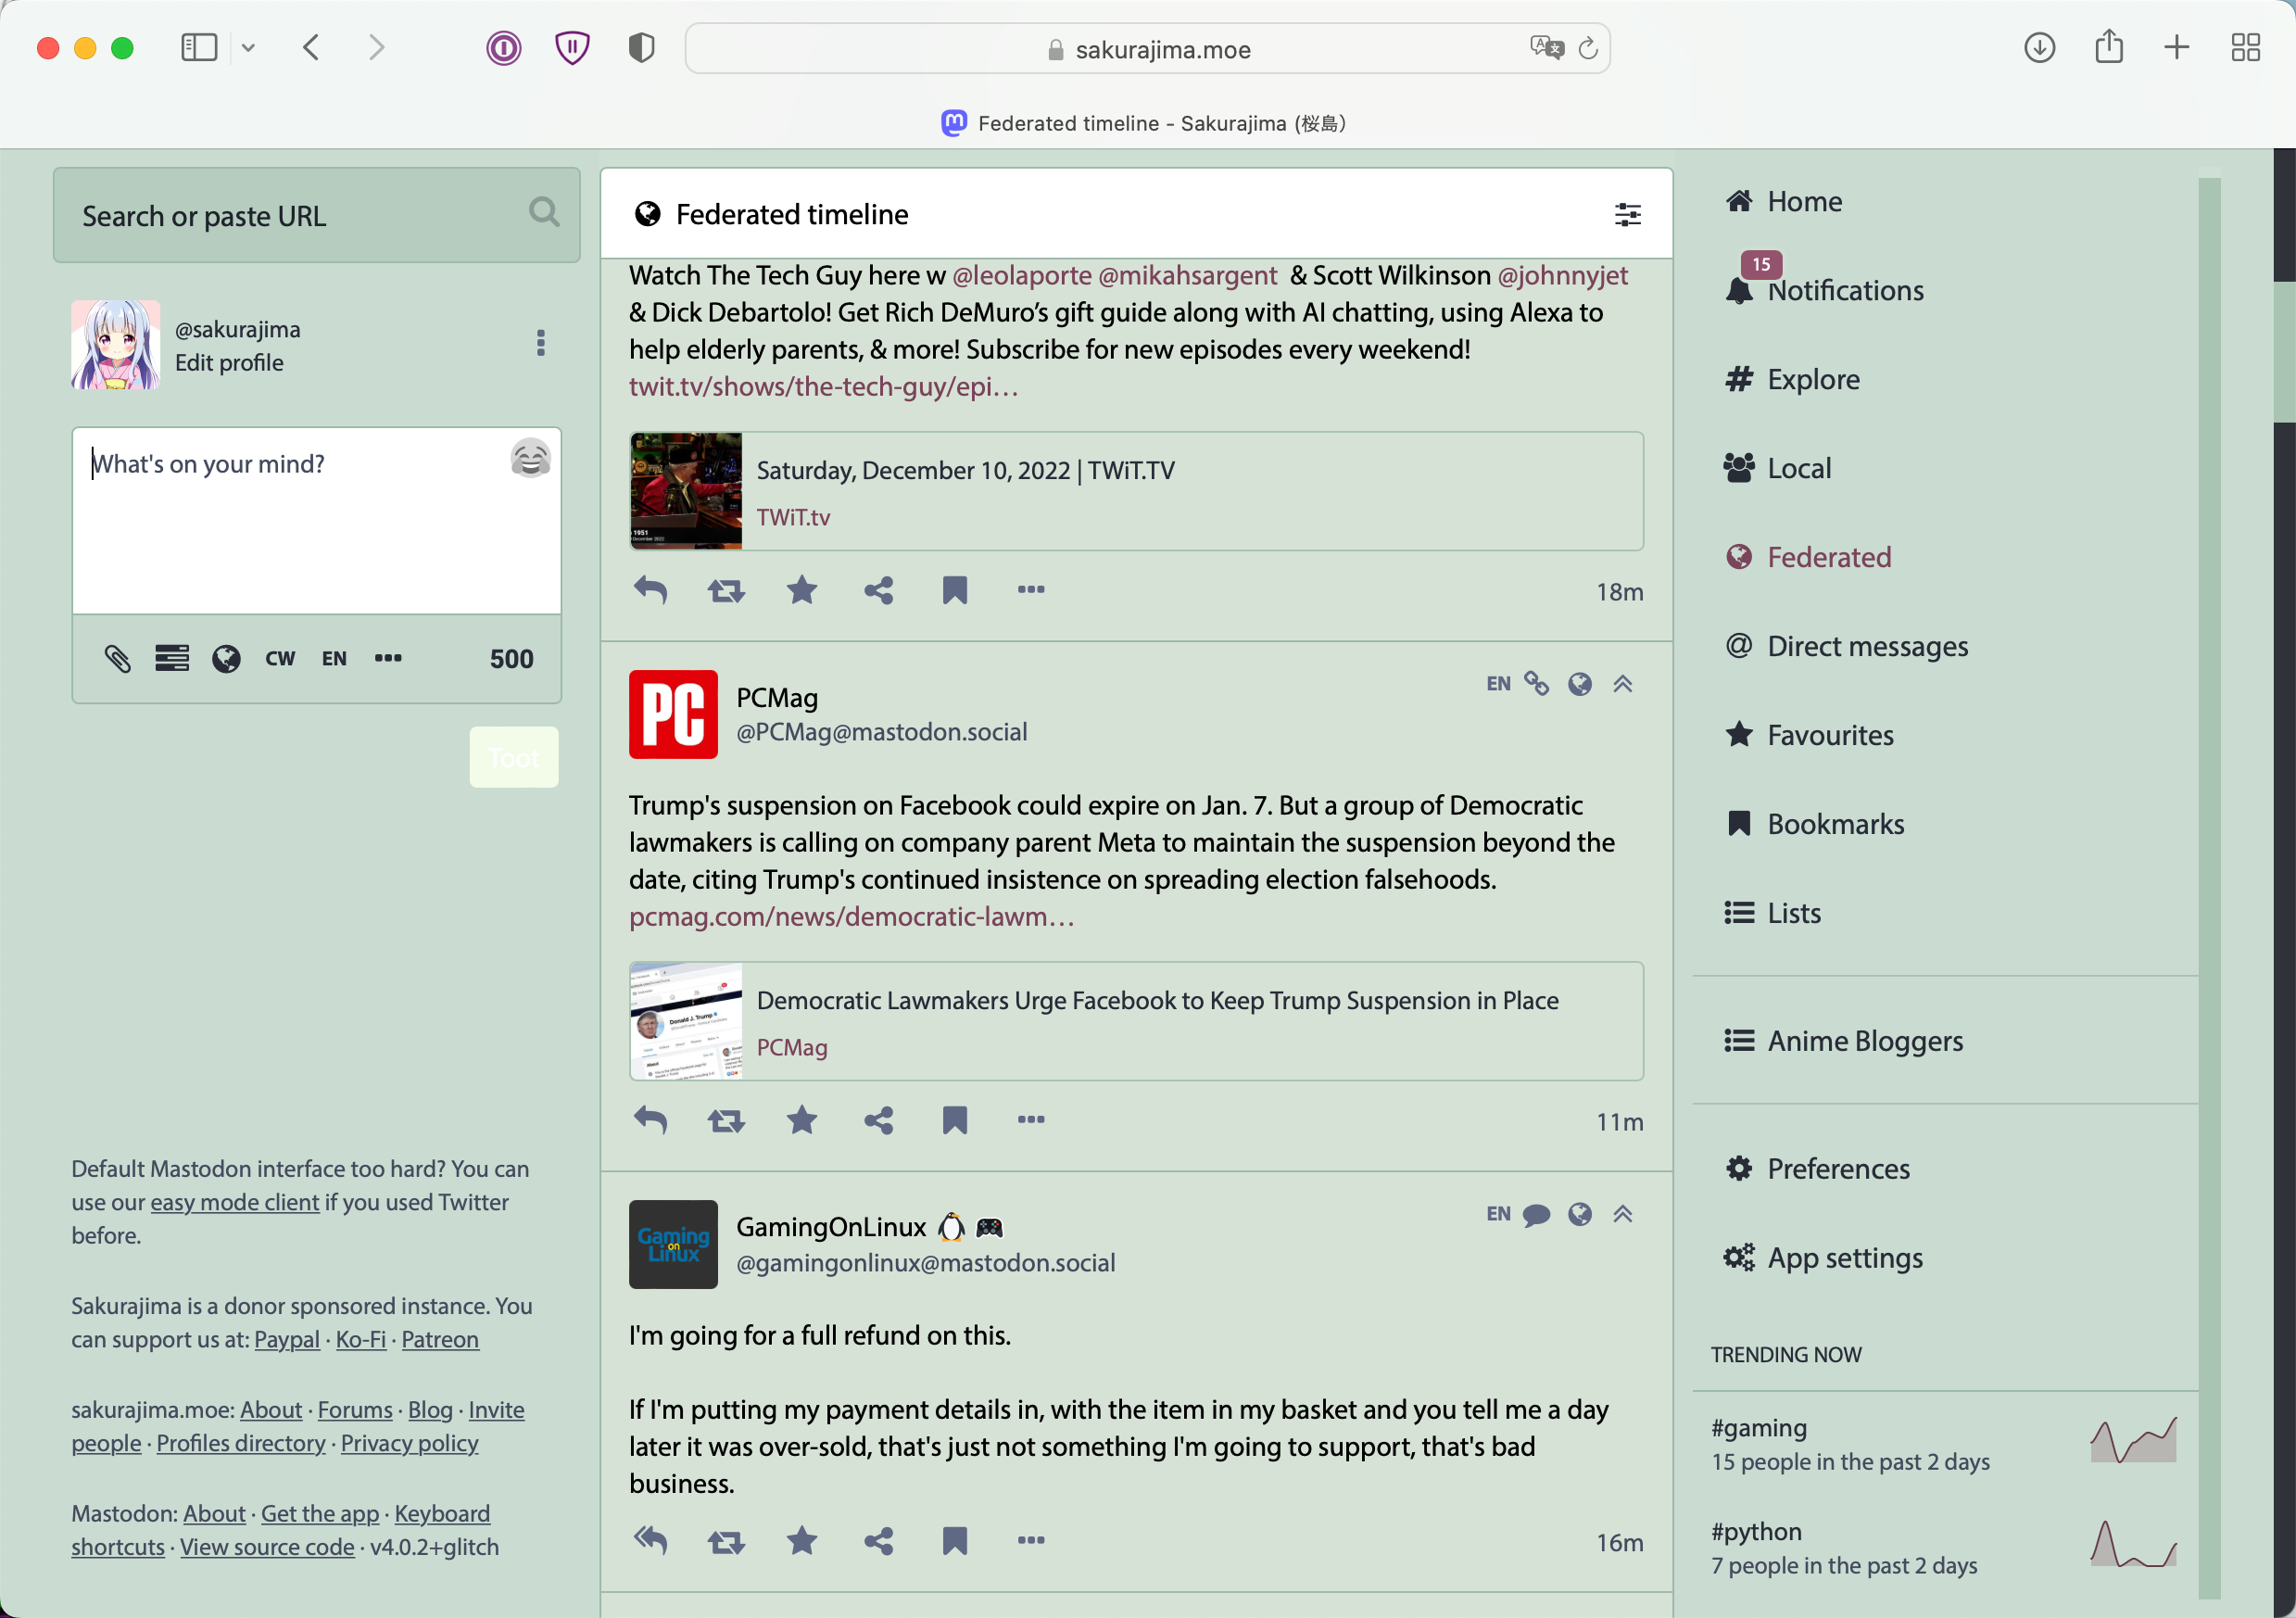 sakurajima.moe
Federated timeline - Sakurajima (桜島)
Search or paste URL
@sakurajima
Edit profile
What's on your mind?
CW EN 500
Toot
Default Mastodon interface too hard? You can
use our easy mode client if you used Twitter
before.
Sakurajima is a donor sponsored instance. You
can support us at: Paypal · Ko-Fi · Patreon
sakurajima.moe: About · Forums · Blog · Invite
people · Profiles directory · Privacy policy
Mastodon: About · Get the app · Keyboard
shortcuts · View source code · v4.0.2+glitch
Federated timeline
Watch The Tech Guy here w @leolaporte @mikahsargent & Scott Wilkinson @johnnyjet
& Dick Debartolo! Get Rich DeMuro’s gift guide along with AI chatting, using Alexa to
help elderly parents, & more! Subscribe for new episodes every weekend!
twit.tv/shows/the-tech-guy/epi…
Saturday, December 10, 2022 | TWiT.TV
TWiT.tv
18m
PC
PCMag
EN
@PCMag@mastodon.social
Trump's suspension on Facebook could expire on Jan. 7. But a group of Democratic
lawmakers is calling on company parent Meta to maintain the suspension beyond the
date, citing Trump's continued insistence on spreading election falsehoods.
pcmag.com/news/democratic-lawm…
Donald J. Trump
Democratic Lawmakers Urge Facebook to Keep Trump Suspension in Place
PCMag
11m
Gaming
on
Linux
GamingOnLinux 🐧 🎮
EN
@gamingonlinux@mastodon.social
I'm going for a full refund on this.
If I'm putting my payment details in, with the item in my basket and you tell me a day
later it was over-sold, that's just not something I'm going to support, that's bad
business.
16m
Home
15
Notifications
Explore
Local
Federated
Direct messages
Favourites
Bookmarks
Lists
Anime Bloggers
Preferences
App settings
TRENDING NOW
#gaming
15 people in the past 2 days
#python
7 people in the past 2 days